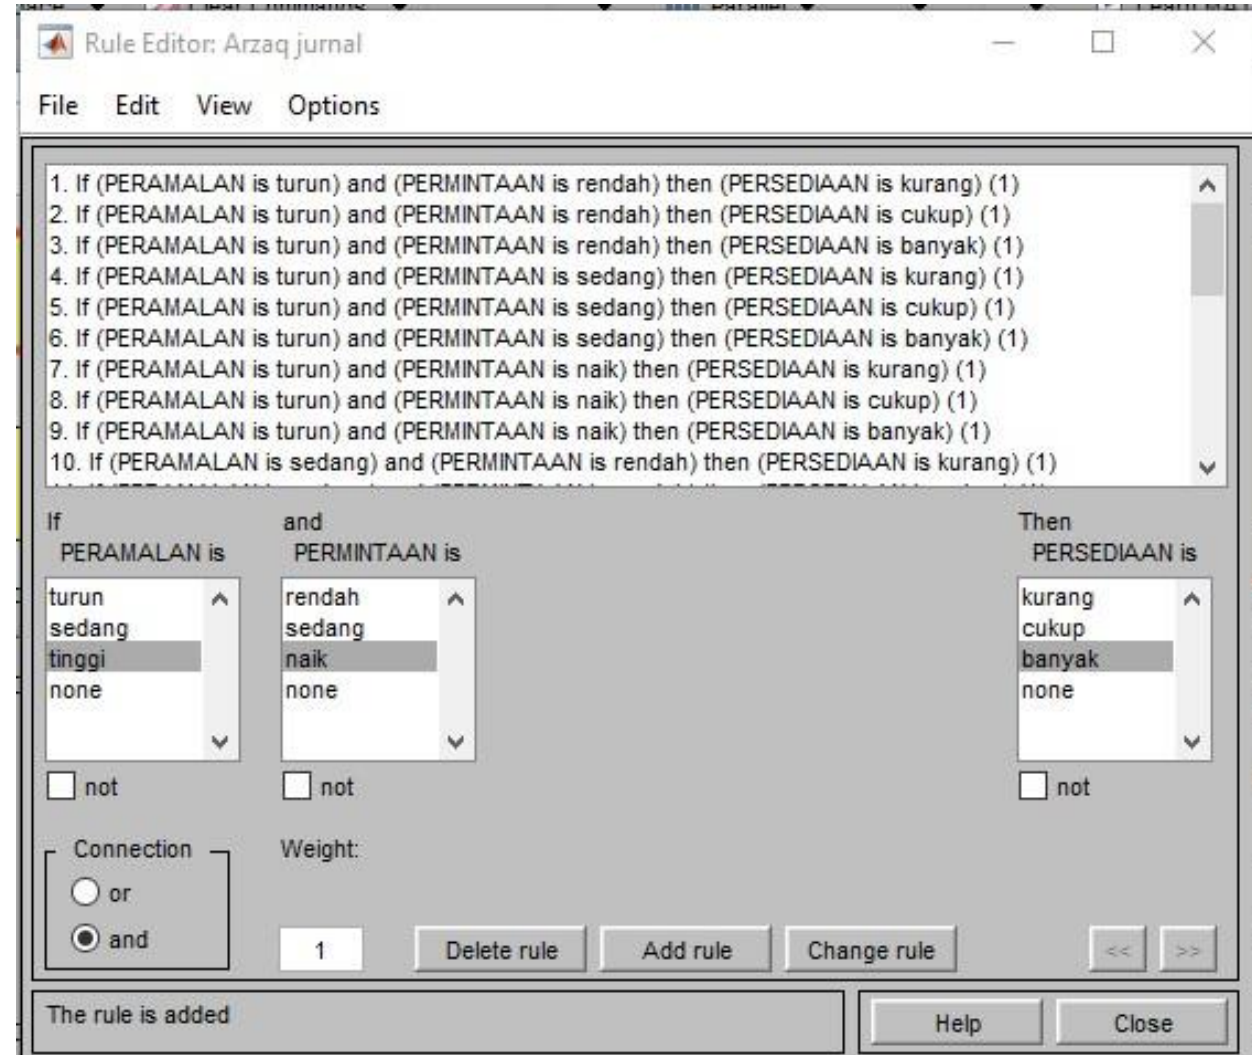 Rule Editor: Arzaq jurnal
File Edit View Options
1. If (PERAMALAN is turun) and (PERMINTAAN is rendah) then (PERSEDIAAN is kurang) (1)
2. If (PERAMALAN is turun) and (PERMINTAAN is rendah) then (PERSEDIAAN is cukup) (1)
3. If (PERAMALAN is turun) and (PERMINTAAN is rendah) then (PERSEDIAAN is banyak) (1)
4. If (PERAMALAN is turun) and (PERMINTAAN is sedang) then (PERSEDIAAN is kurang) (1)
5. If (PERAMALAN is turun) and (PERMINTAAN is sedang) then (PERSEDIAAN is cukup) (1)
6. If (PERAMALAN is turun) and (PERMINTAAN is sedang) then (PERSEDIAAN is banyak) (1)
7. If (PERAMALAN is turun) and (PERMINTAAN is naik) then (PERSEDIAAN is kurang) (1)
8. If (PERAMALAN is turun) and (PERMINTAAN is naik) then (PERSEDIAAN is cukup) (1)
9. If (PERAMALAN is turun) and (PERMINTAAN is naik) then (PERSEDIAAN is banyak) (1)
10. If (PERAMALAN is sedang) and (PERMINTAAN is rendah) then (PERSEDIAAN is kurang) (1)
If and Then
PERAMALAN is PERMINTAAN is PERSEDIAAN is
turun rendah kurang
sedang sedang cukup
tinggi naik banyak
none none none
not not not
Connection Weight:
or
and 1 Delete rule Add rule Change rule << >>
The rule is added Help Close